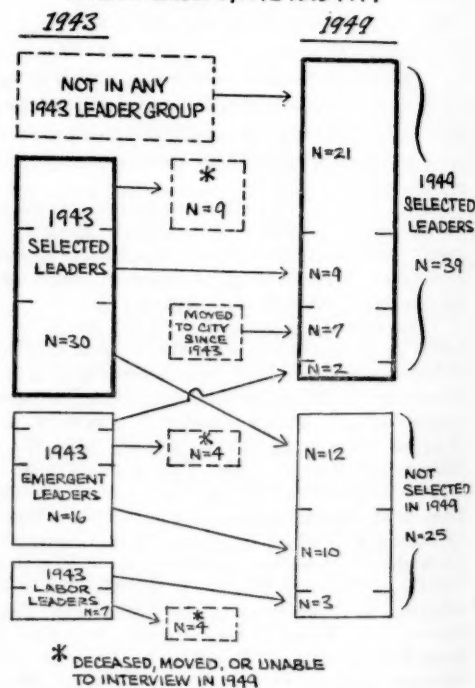 1943
1949
NOT IN ANY
1943 LEADER GROUP
N=21
1949
SELECTED
LEADERS
N=39
*
N=9
1943
SELECTED
LEADERS
N=30
N=9
MOVED
TO CITY
SINCE
1943
N=7
N=2
1943
EMERGENT
LEADERS
N=16
*
N=4
N=12
NOT
SELECTED
IN 1949
N=25
N=10
1943
LABOR
LEADERS
N=7
*
N=4
N=3
* DECEASED, MOVED, OR UNABLE
TO INTERVIEW IN 1949